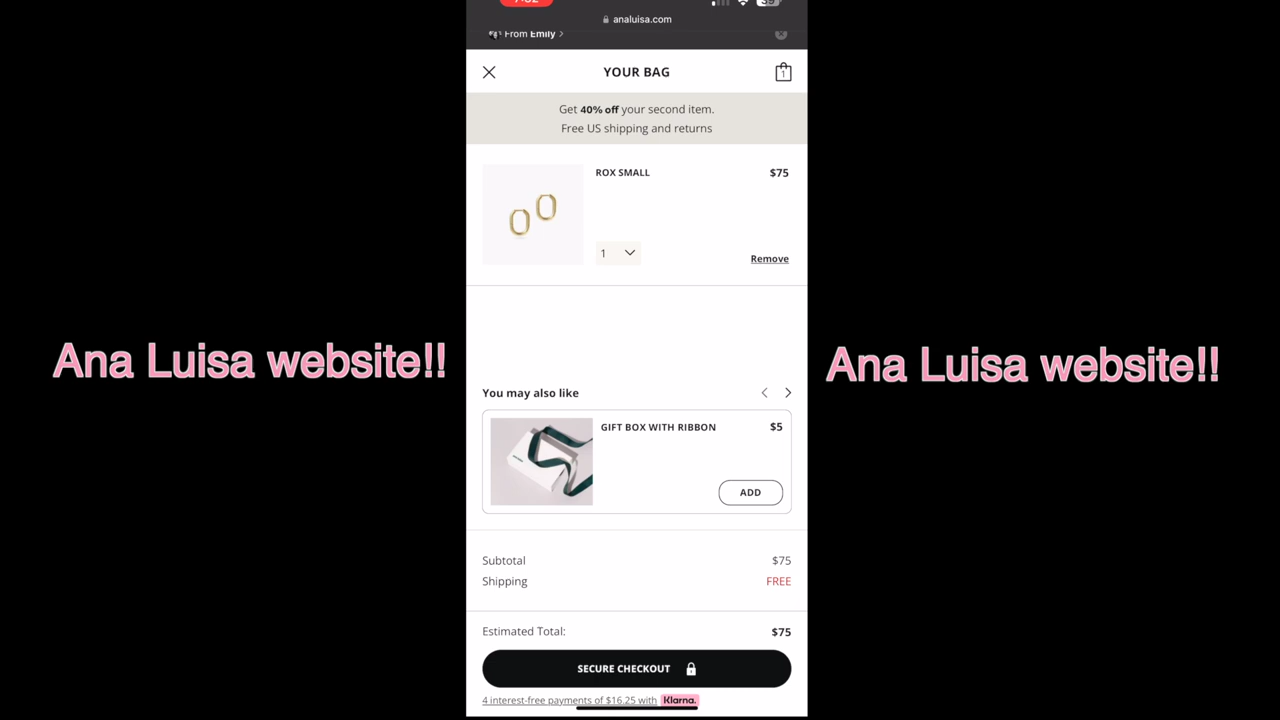 analuisa.com
From Emily >
YOUR BAG
1
Get 40% off your second item.
Free US shipping and returns
ROX SMALL
$75
1
Remove
Ana Luisa website!!
Ana Luisa website!!
You may also like
GIFT BOX WITH RIBBON
$5
ADD
Subtotal
$75
Shipping
FREE
Estimated Total:
$75
SECURE CHECKOUT
4 interest-free payments of $16.25 with Klarna.